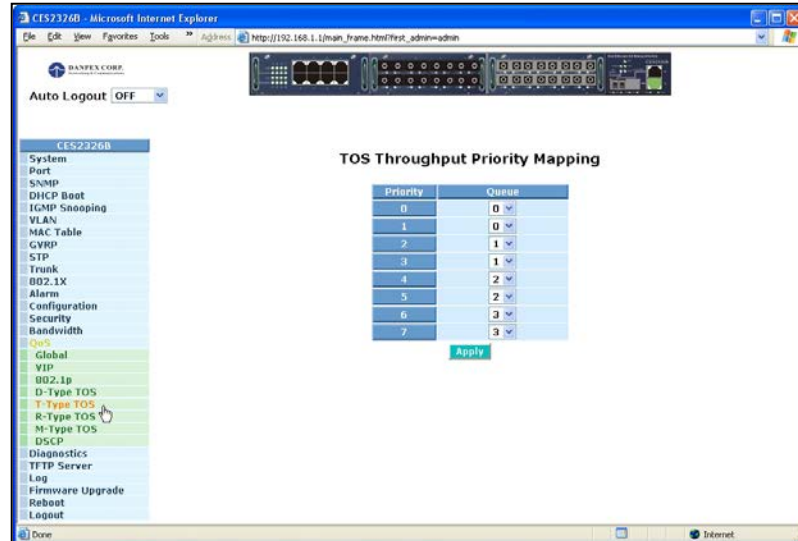 CES2326B - Microsoft Internet Explorer
File Edit View Favorites Tools » Address http://192.168.1.1/main_frame.html?first_admin=admin
DANPEX CORP.
Auto Logout OFF
CES2326B
System
Port
SNMP
DHCP Boot
IGMP Snooping
VLAN
MAC Table
GVRP
STP
Trunk
802.1X
Alarm
Configuration
Security
Bandwidth
QoS
Global
VIP
802.1p
D-Type TOS
T-Type TOS
R-Type TOS
M-Type TOS
DSCP
Diagnostics
TFTP Server
Log
Firmware Upgrade
Reboot
Logout
TOS Throughput Priority Mapping
Priority Queue
0 0
1 0
2 1
3 1
4 2
5 2
6 3
7 3
Apply
Done Internet